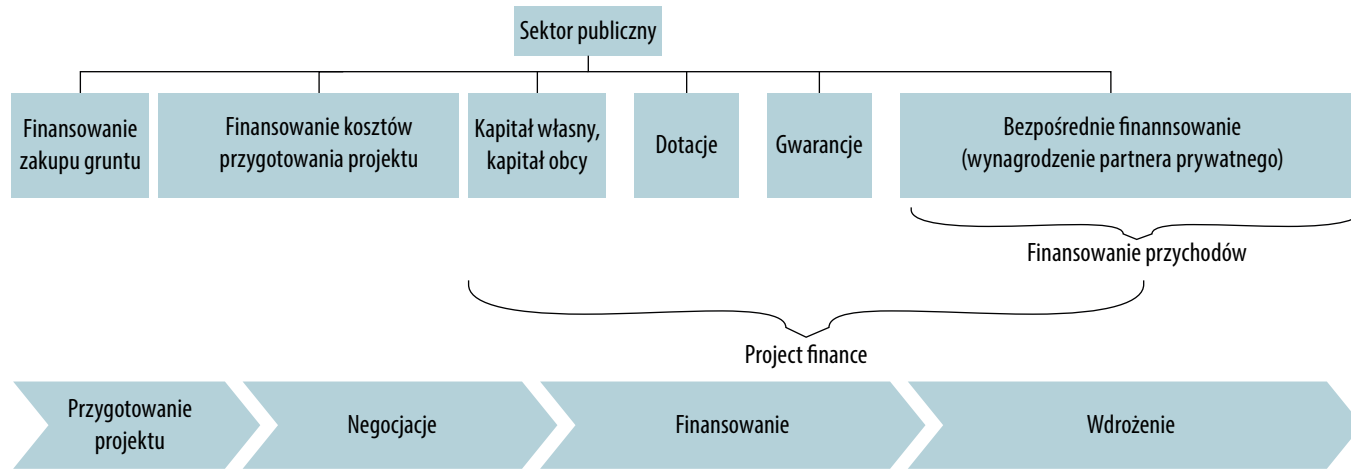 Sektor publiczny
Finansowanie
zakupu gruntu
Finansowanie kosztów
przygotowania projektu
Kapitał własny,
kapitał obcy
Dotacje
Gwarancje
Bezpośrednie finannsowanie
(wynagrodzenie partnera prywatnego)
Finansowanie przychodów
Project finance
Przygotowanie
projektu
Negocjacje
Finansowanie
Wdrożenie